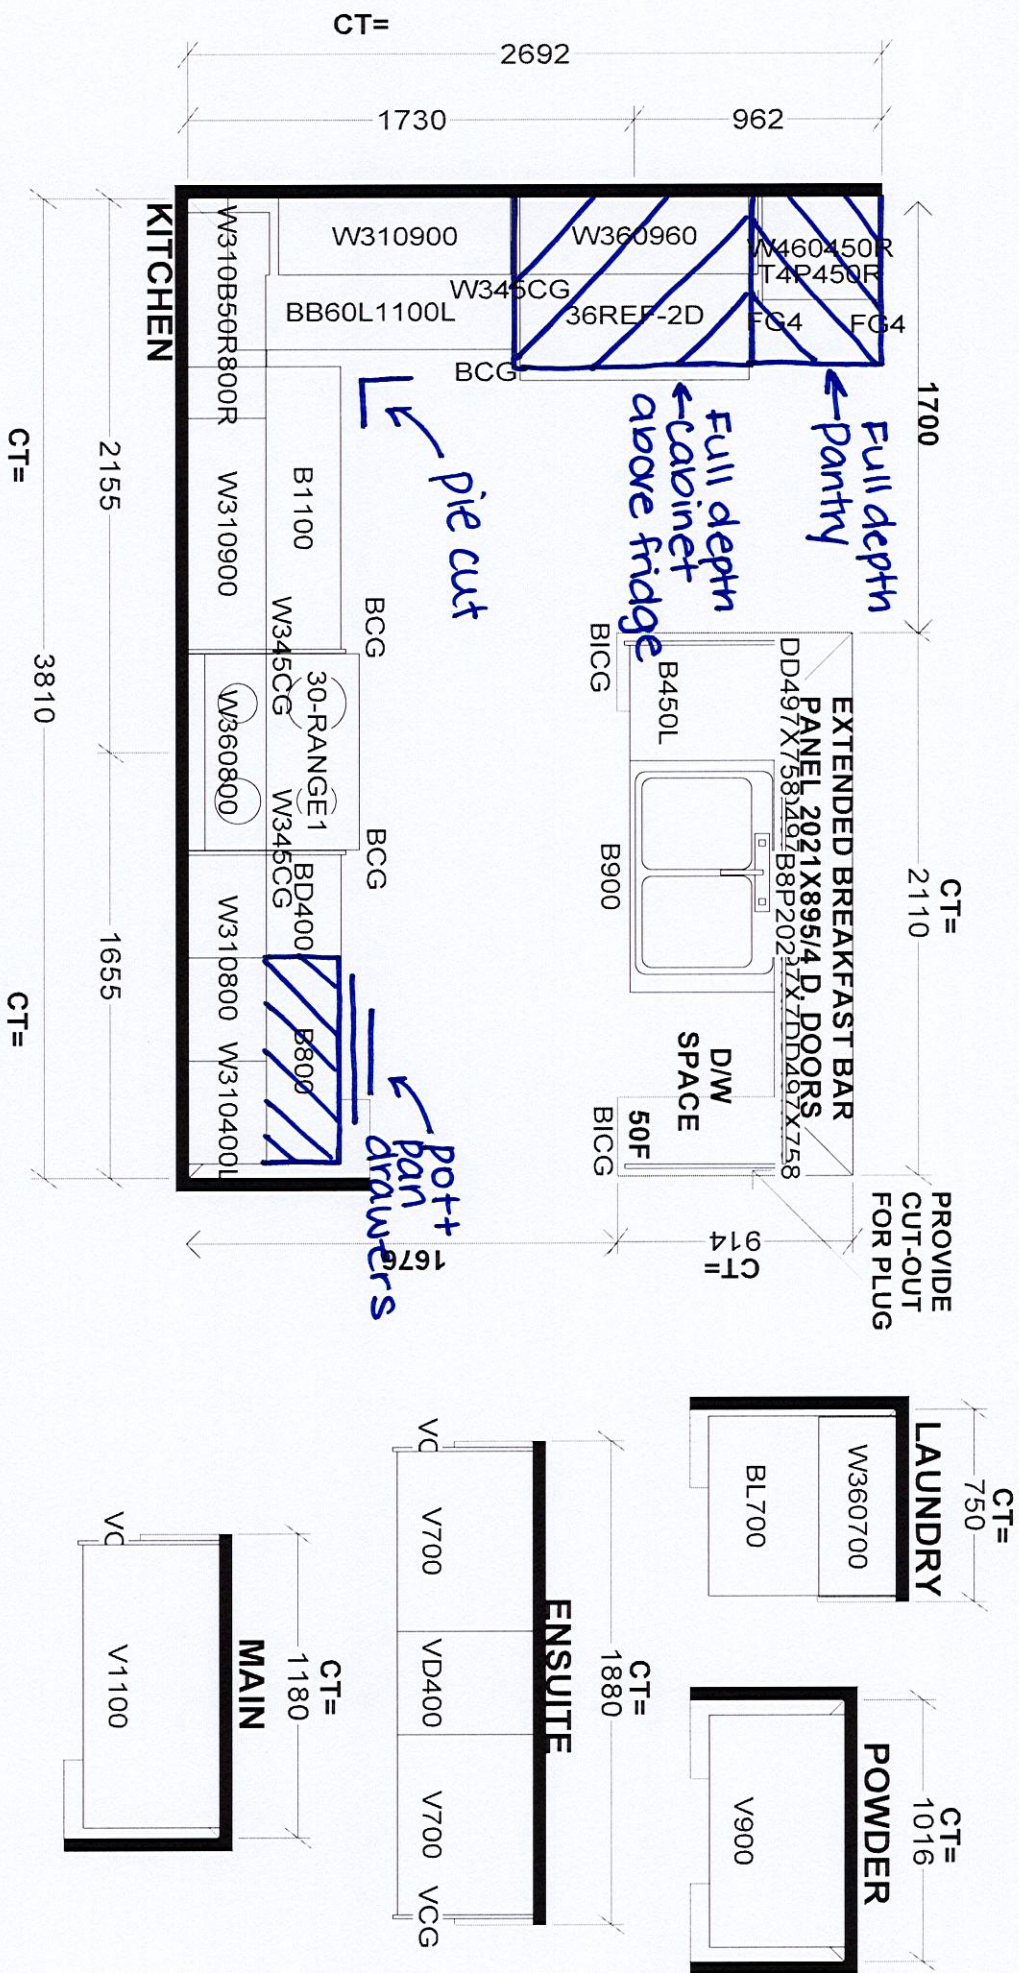 CT=
2692
1730
962
KITCHEN
W310B50R800R
W310900
BB60L1100L
W345CG
BCG
W360960
36REF-2D
W460450R
T4P450R
FG4
FG4
1700
Full depth
pantry
Full depth
cabinet
above fridge
pie cut
B1100
W310900
W345CG
BCG
30-RANGE1
W360800
W345CG
BCG
BD400
W310800
B800
W310400L
pot +
pan
drawers
CT=
2155
3810
1655
CT=
EXTENDED BREAKFAST BAR
PANEL 2021X895/4 D. DOORS
BICG
B450L
B900
D/W
SPACE
50F
BICG
CT=
2110
PROVIDE
CUT-OUT
FOR PLUG
914
CT=
1676
LAUNDRY
CT=
750
W360700
BL700
POWDER
CT=
1016
V900
ENSUITE
CT=
1880
V700
VD400
V700
VCG
MAIN
CT=
1180
V1100